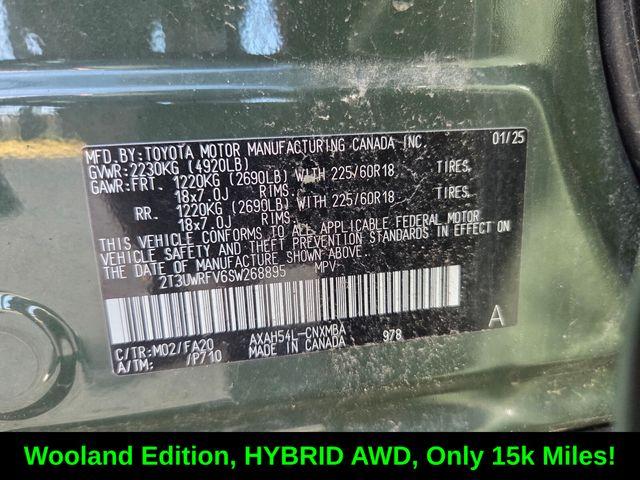 MFD.BY:TOYOTA MOTOR MANUFACTURING CANADA INC. 01/25
GVWR:2230KG (4920LB)
GAWR:FRT. 1220KG (2690LB) WITH 225/60R18 TIRES.
18x7.0J RIMS.
RR. 1220KG (2690LB) WITH 225/60R18 TIRES.
18x7.0J RIMS.
THIS VEHICLE CONFORMS TO ALL APPLICABLE FEDERAL MOTOR
VEHICLE SAFETY AND THEFT PREVENTION STANDARDS IN EFFECT ON
THE DATE OF MANUFACTURE SHOWN ABOVE.
2T3UWRFV6SW268895 MPV
C/TR:M02/FA20 AXAH54L-CNXMBA 978 A
A/TM: /P710 MADE IN CANADA
Wooland Edition, HYBRID AWD, Only 15k Miles!